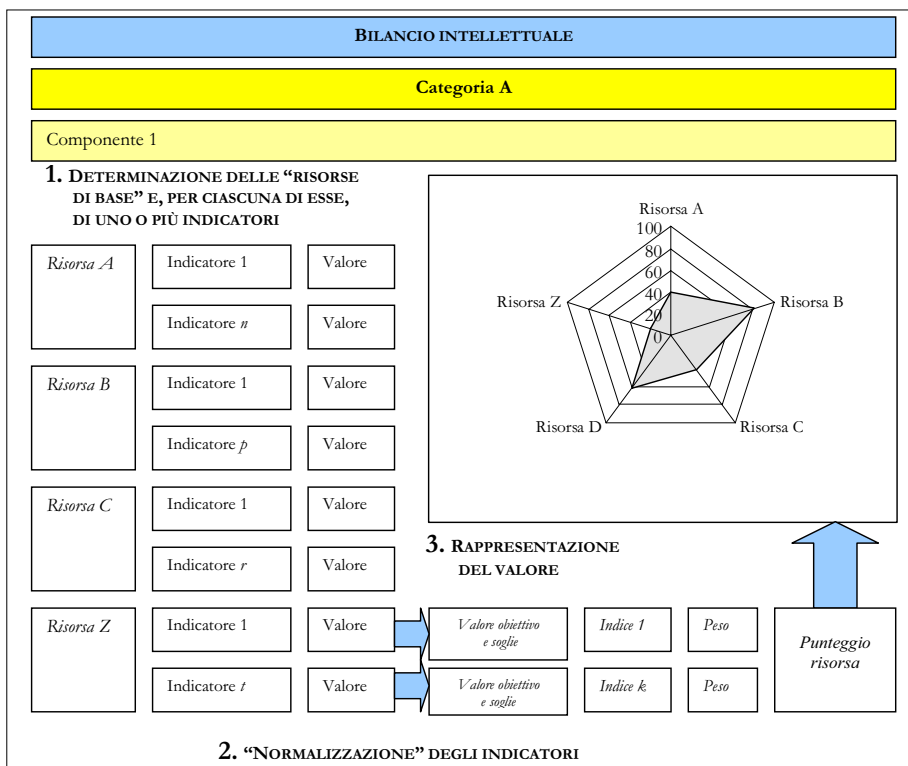 BILANCIO INTELLETTUALE
Categoria A
Componente 1
1. DETERMINAZIONE DELLE “RISORSE
DI BASE” E, PER CIASCUNA DI ESSE,
DI UNO O PIÙ INDICATORI
Risorsa A
Indicatore 1
Valore
Indicatore n
Valore
Risorsa B
Indicatore 1
Valore
Indicatore p
Valore
Risorsa C
Indicatore 1
Valore
Indicatore r
Valore
Risorsa Z
Indicatore 1
Valore
Indicatore t
Valore
Risorsa A
100
80
60
40
20
0
Risorsa Z
Risorsa B
Risorsa D
Risorsa C
3. RAPPRESENTAZIONE
DEL VALORE
Valore obiettivo
e soglie
Indice 1
Peso
Valore obiettivo
e soglie
Indice k
Peso
Punteggio
risorsa
2. “NORMALIZZAZIONE” DEGLI INDICATORI